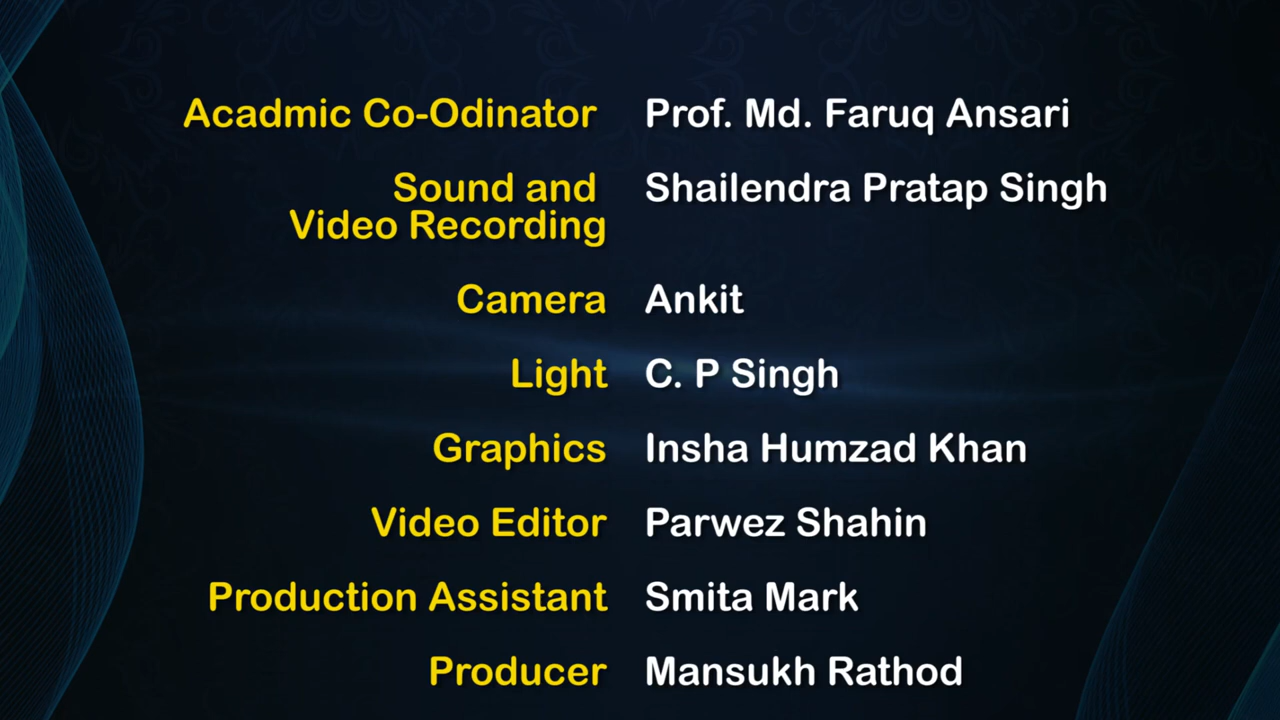 Acadmic Co-Odinator Prof. Md. Faruq Ansari
Sound and Shailendra Pratap Singh
Video Recording
Camera Ankit
Light C. P Singh
Graphics Insha Humzad Khan
Video Editor Parwez Shahin
Production Assistant Smita Mark
Producer Mansukh Rathod